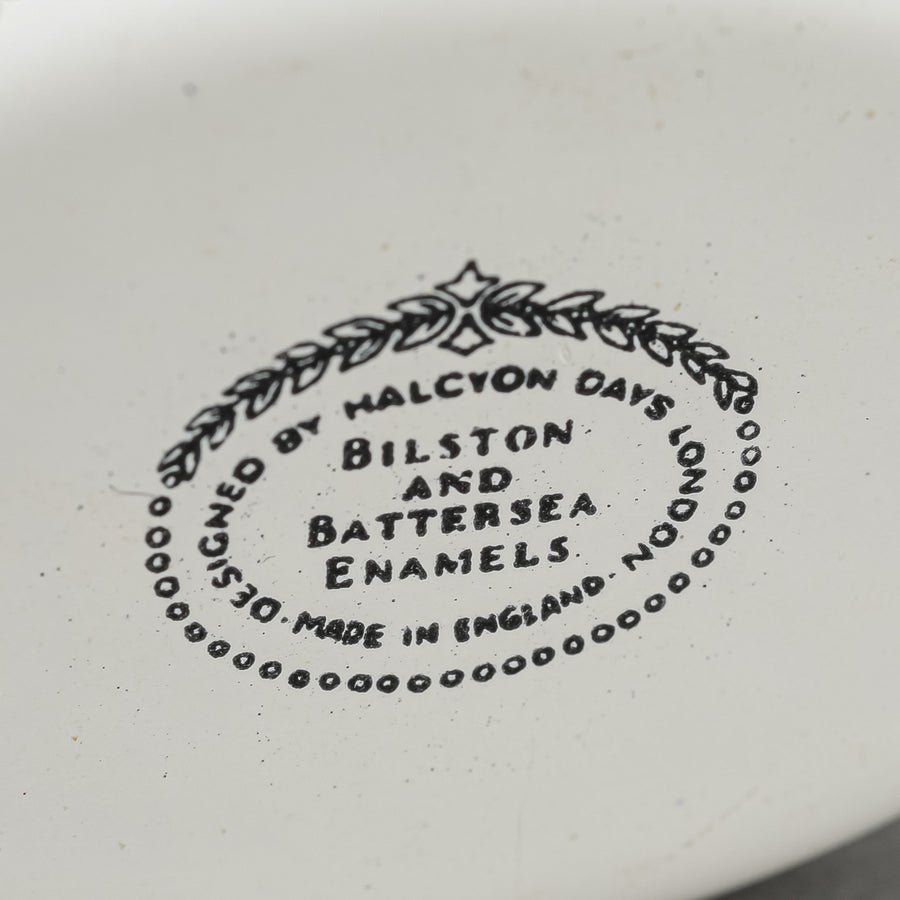 DESIGNED BY HALCYON DAYS LONDON
BILSTON
AND
BATTERSEA
ENAMELS.
· MADE IN ENGLAND ·